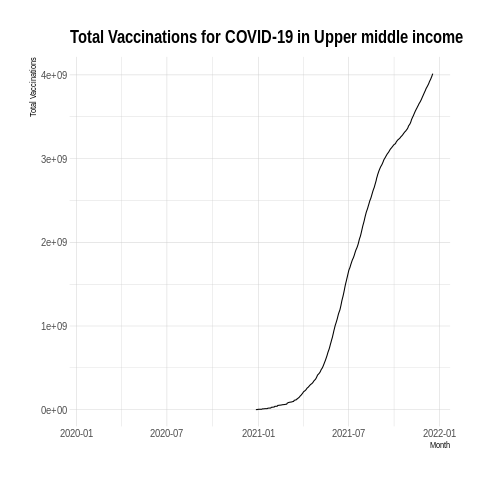 Total Vaccinations for COVID-19 in Upper middle income
Total Vaccinations
4e+09
3e+09
2e+09
1e+09
0e+00
2020-01 2020-07 2021-01 2021-07 2022-01
Month